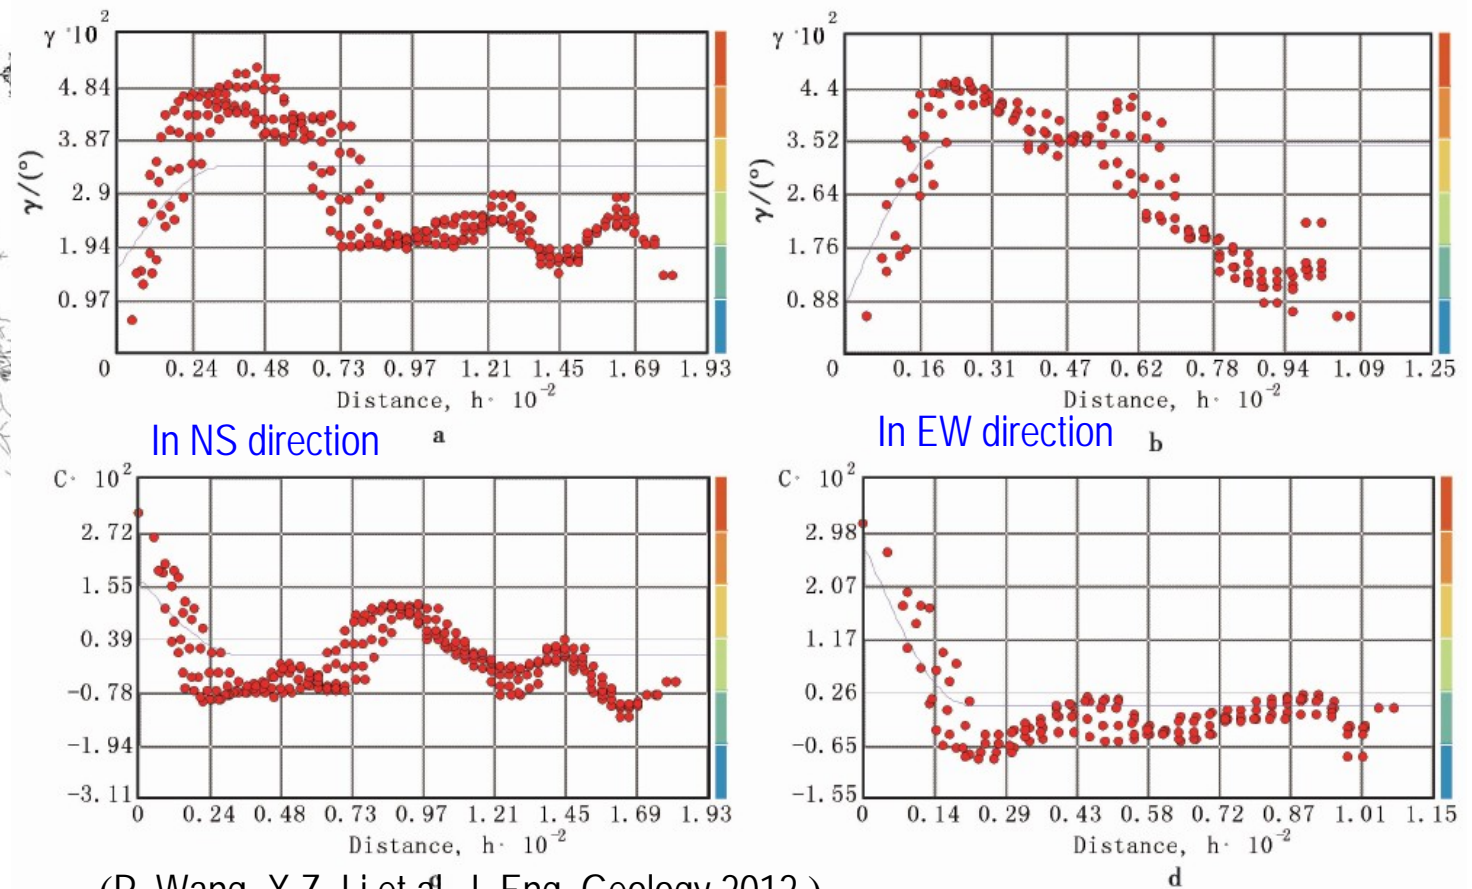 γ ·10²
4.84
3.87
2.9
1.94
0.97
γ/(°)
0 0.24 0.48 0.73 0.97 1.21 1.45 1.69 1.93
Distance, h· 10⁻²
In NS direction a
γ ·10²
4.4
3.52
2.64
1.76
0.88
γ/(°)
0 0.16 0.31 0.47 0.62 0.78 0.94 1.09 1.25
Distance, h· 10⁻²
In EW direction b
C· 10²
2.72
1.55
0.39
-0.78
-1.94
-3.11
0 0.24 0.48 0.73 0.97 1.21 1.45 1.69 1.93
Distance, h· 10⁻²
C· 10²
2.98
2.07
1.17
0.26
-0.65
-1.55
0 0.14 0.29 0.43 0.58 0.72 0.87 1.01 1.15
Distance, h· 10⁻²
d
Wang, X.Z. Li et al. J. Eng. Geology 2012.)